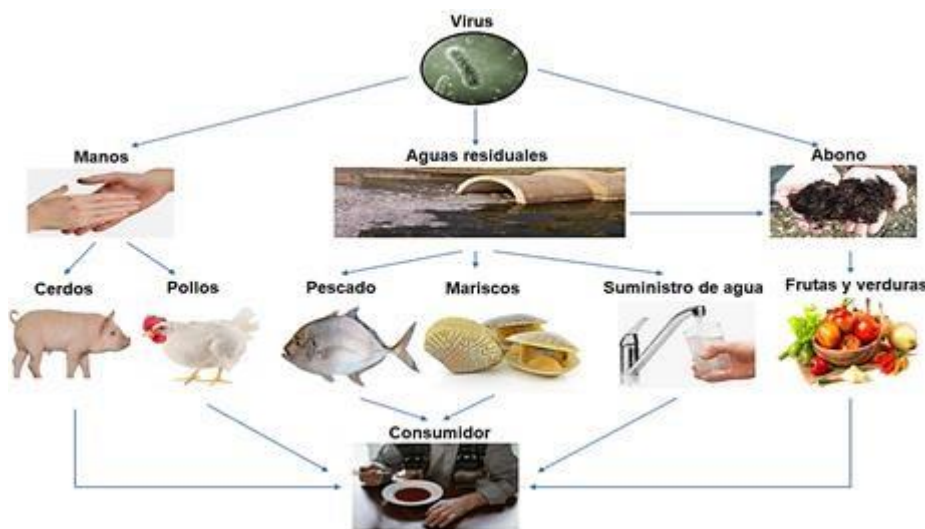 Virus
Manos
Aguas residuales
Abono
Cerdos
Pollos
Pescado
Mariscos
Suministro de agua
Frutas y verduras
Consumidor